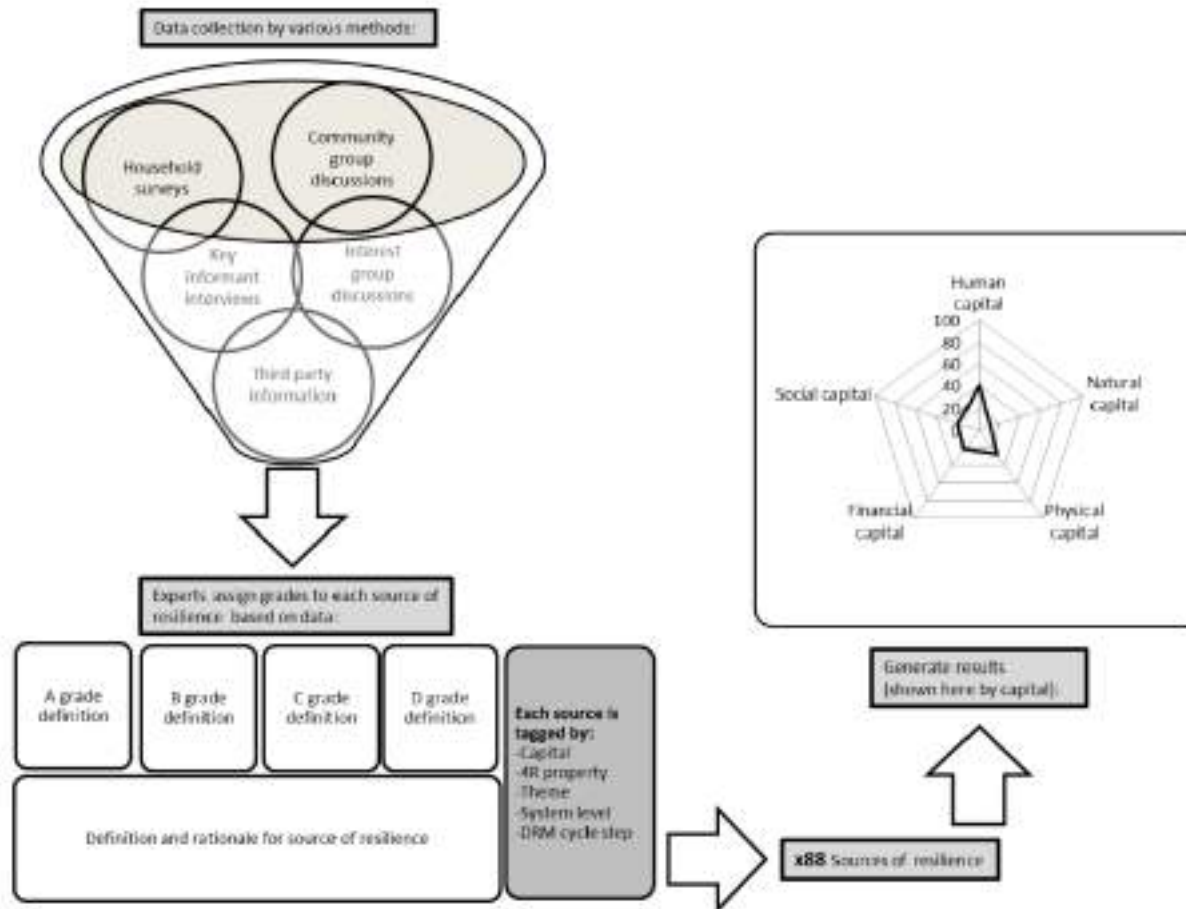 Data collection by various methods:
Household
surveys
Community
group
discussions
Key
informant
interviews
Interest
group
discussions
Third party
information
Experts assign grades to each source of
resilience based on data:
A grade
definition
B grade
definition
C grade
definition
D grade
definition
Each source is
tagged by:
-Capital
-4R property
-Theme
-System level
-DRM cycle step
Definition and rationale for source of resilience
x88 Sources of resilience
Generate results
(shown here by capital):
Human
capital
100
80
60
40
20
0
Natural
capital
Social capital
Financial
capital
Physical
capital